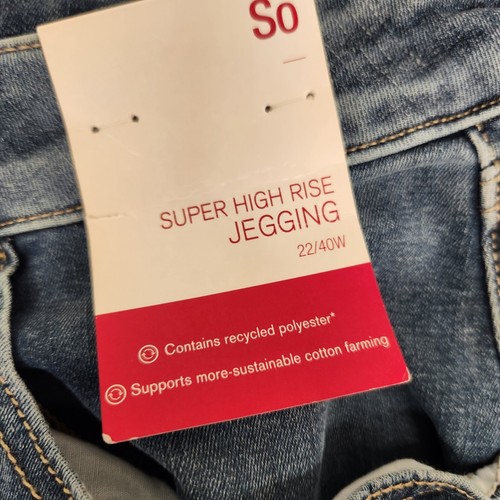 So
SUPER HIGH RISE
JEGGING
22/40W
Contains recycled polyester*
Supports more-sustainable cotton farming